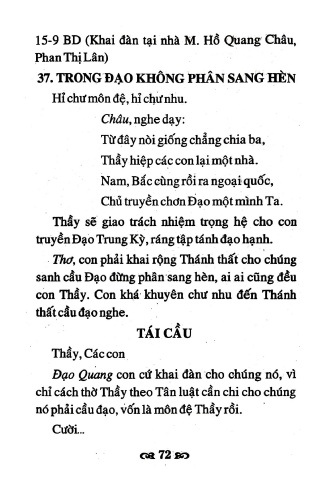 15-9 BD (Khai đàn tại nhà M. Hồ Quang Châu,
Phan Thị Lân)
37. TRONG ĐẠO KHÔNG PHÂN SANG HÈN
Hỉ chư môn đệ, hỉ chư nhu.
Châu, nghe dạy:
Từ đây nòi giống chẳng chia ba,
Thầy hiệp các con lại một nhà.
Nam, Bắc cùng rồi ra ngoại quốc,
Chủ truyền chơn Đạo một mình Ta.
Thầy sẽ giao trách nhiệm trọng hệ cho con
truyền Đạo Trung Kỳ, ráng tập tánh đạo hạnh.
Thơ, con phải khai rộng Thánh thất cho chúng
sanh cầu Đạo đừng phân sang hèn, ai ai cũng đều
con Thầy. Con khá khuyên chư nhu đến Thánh
thất cầu đạo nghe.
TÁI CẦU
Thầy, Các con
Đạo Quang con cứ khai đàn cho chúng nó, vì
chỉ cách thờ Thầy theo Tân luật cần chi cho chúng
nó phải cầu đạo, vốn là môn đệ Thầy rồi.
Cười...
72